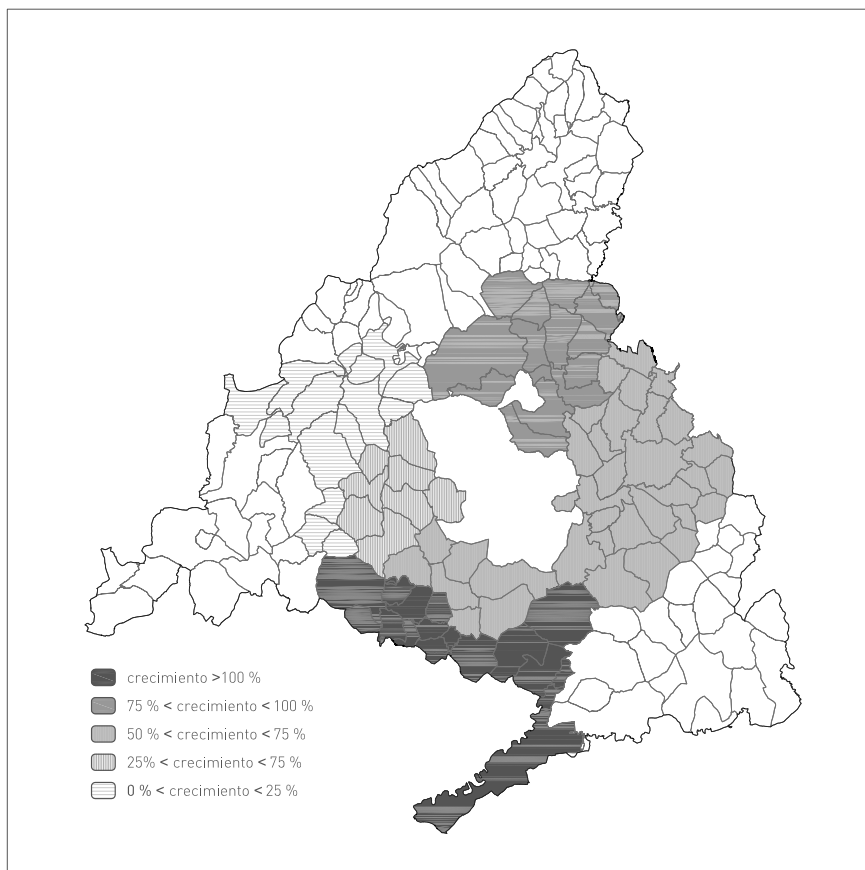 crecimiento >100 %
75 % < crecimiento < 100 %
50 % < crecimiento < 75 %
25% < crecimiento < 75 %
0 % < crecimiento < 25 %